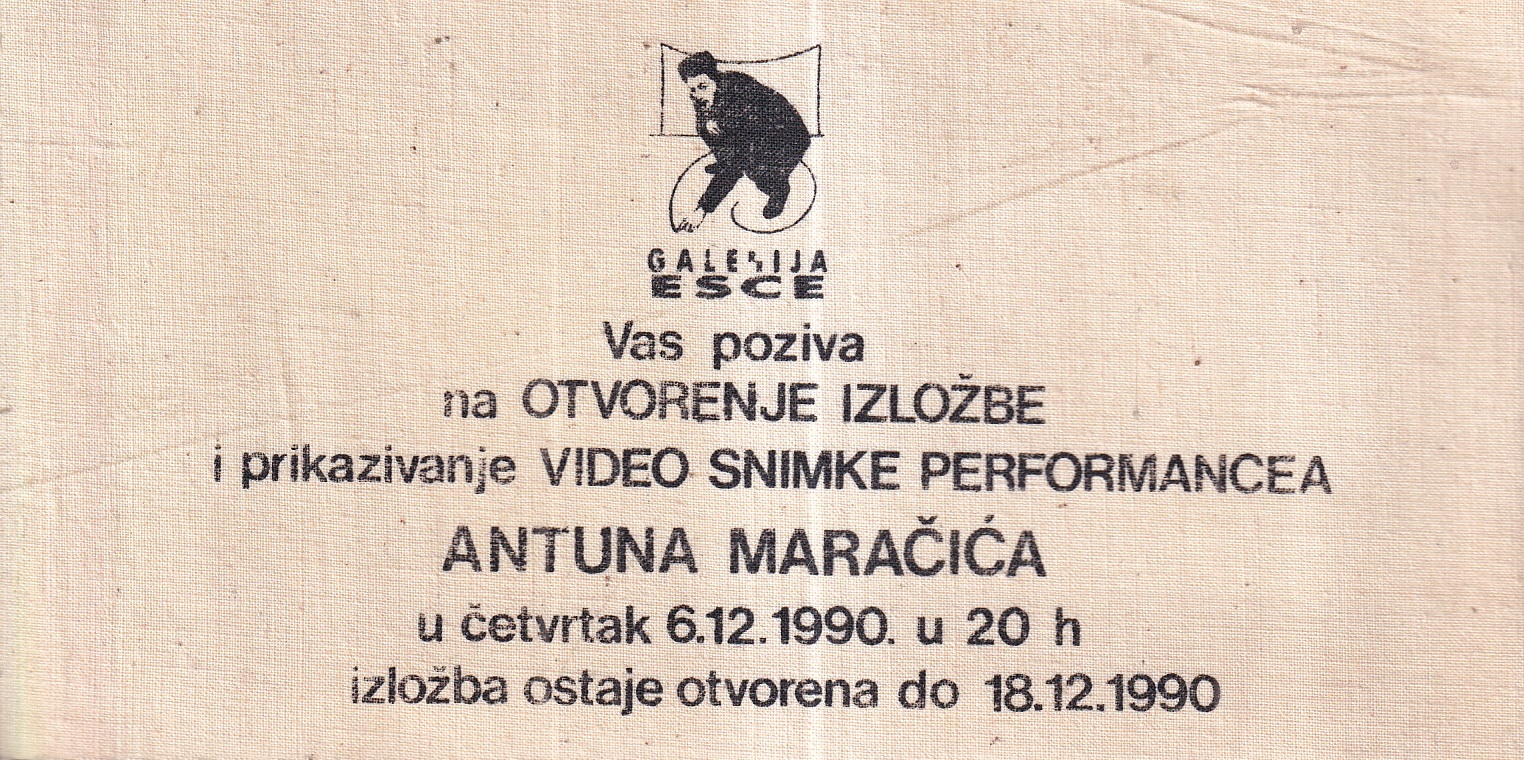 GALERIJA
ESCE
Vas poziva
na OTVORENJE IZLOŽBE
i prikazivanje VIDEO SNIMKE PERFORMANCEA
ANTUNA MARAČIĆA
u četvrtak 6.12.1990. u 20 h
izložba ostaje otvorena do 18.12.1990